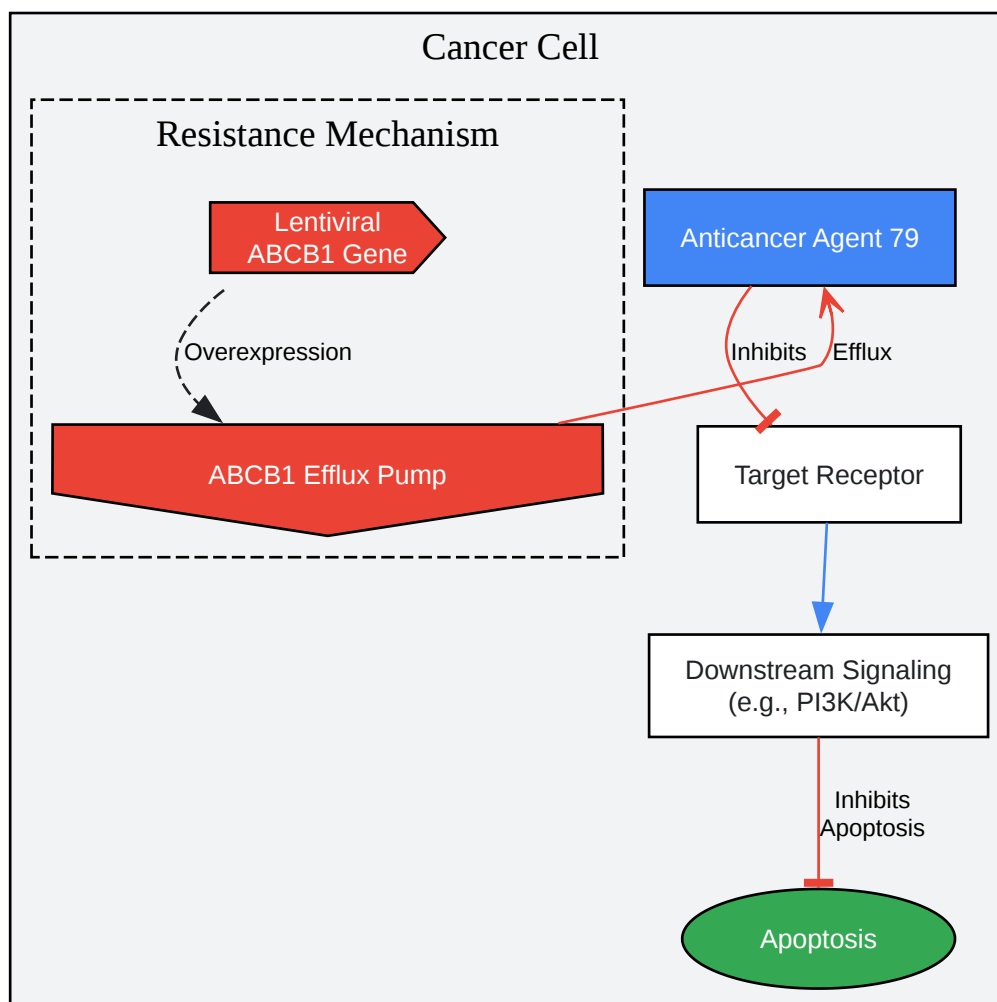 Cancer Cell
Resistance Mechanism
Lentiviral
ABCB1 Gene
Anticancer Agent 79
Overexpression
Inhibits
Efflux
ABCB1 Efflux Pump
Target Receptor
Downstream Signaling
(e.g., PI3K/Akt)
Inhibits
Apoptosis
Apoptosis